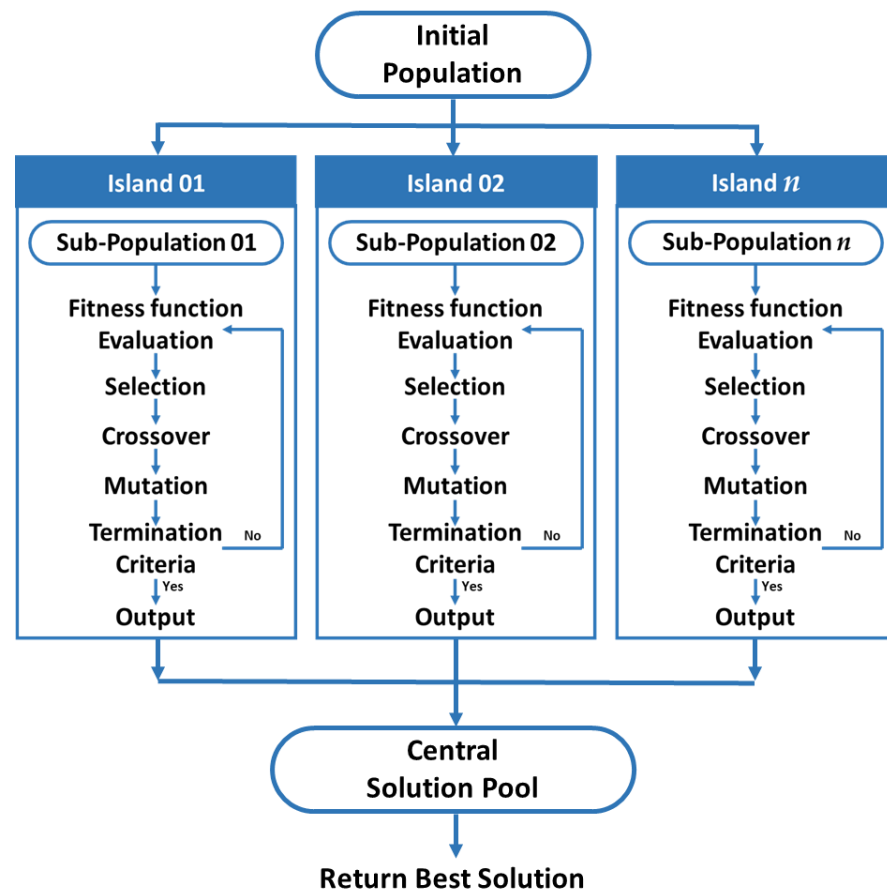 Initial
Population
Island 01
Sub-Population 01
Fitness function
Evaluation
Selection
Crossover
Mutation
Termination
No
Criteria
Yes
Output
Island 02
Sub-Population 02
Fitness function
Evaluation
Selection
Crossover
Mutation
Termination
No
Criteria
Yes
Output
Island n
Sub-Population n
Fitness function
Evaluation
Selection
Crossover
Mutation
Termination
No
Criteria
Yes
Output
Central
Solution Pool
Return Best Solution